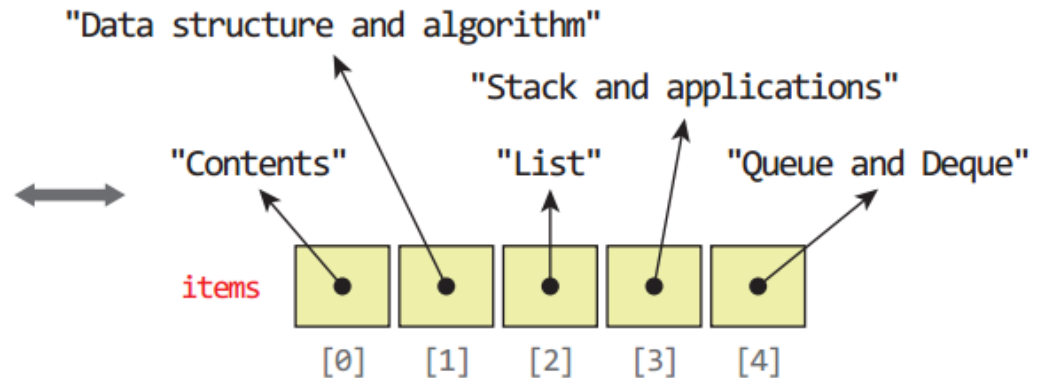 "Data structure and algorithm"
"Stack and applications"
"Contents" "List" "Queue and Deque"
items
[0] [1] [2] [3] [4]